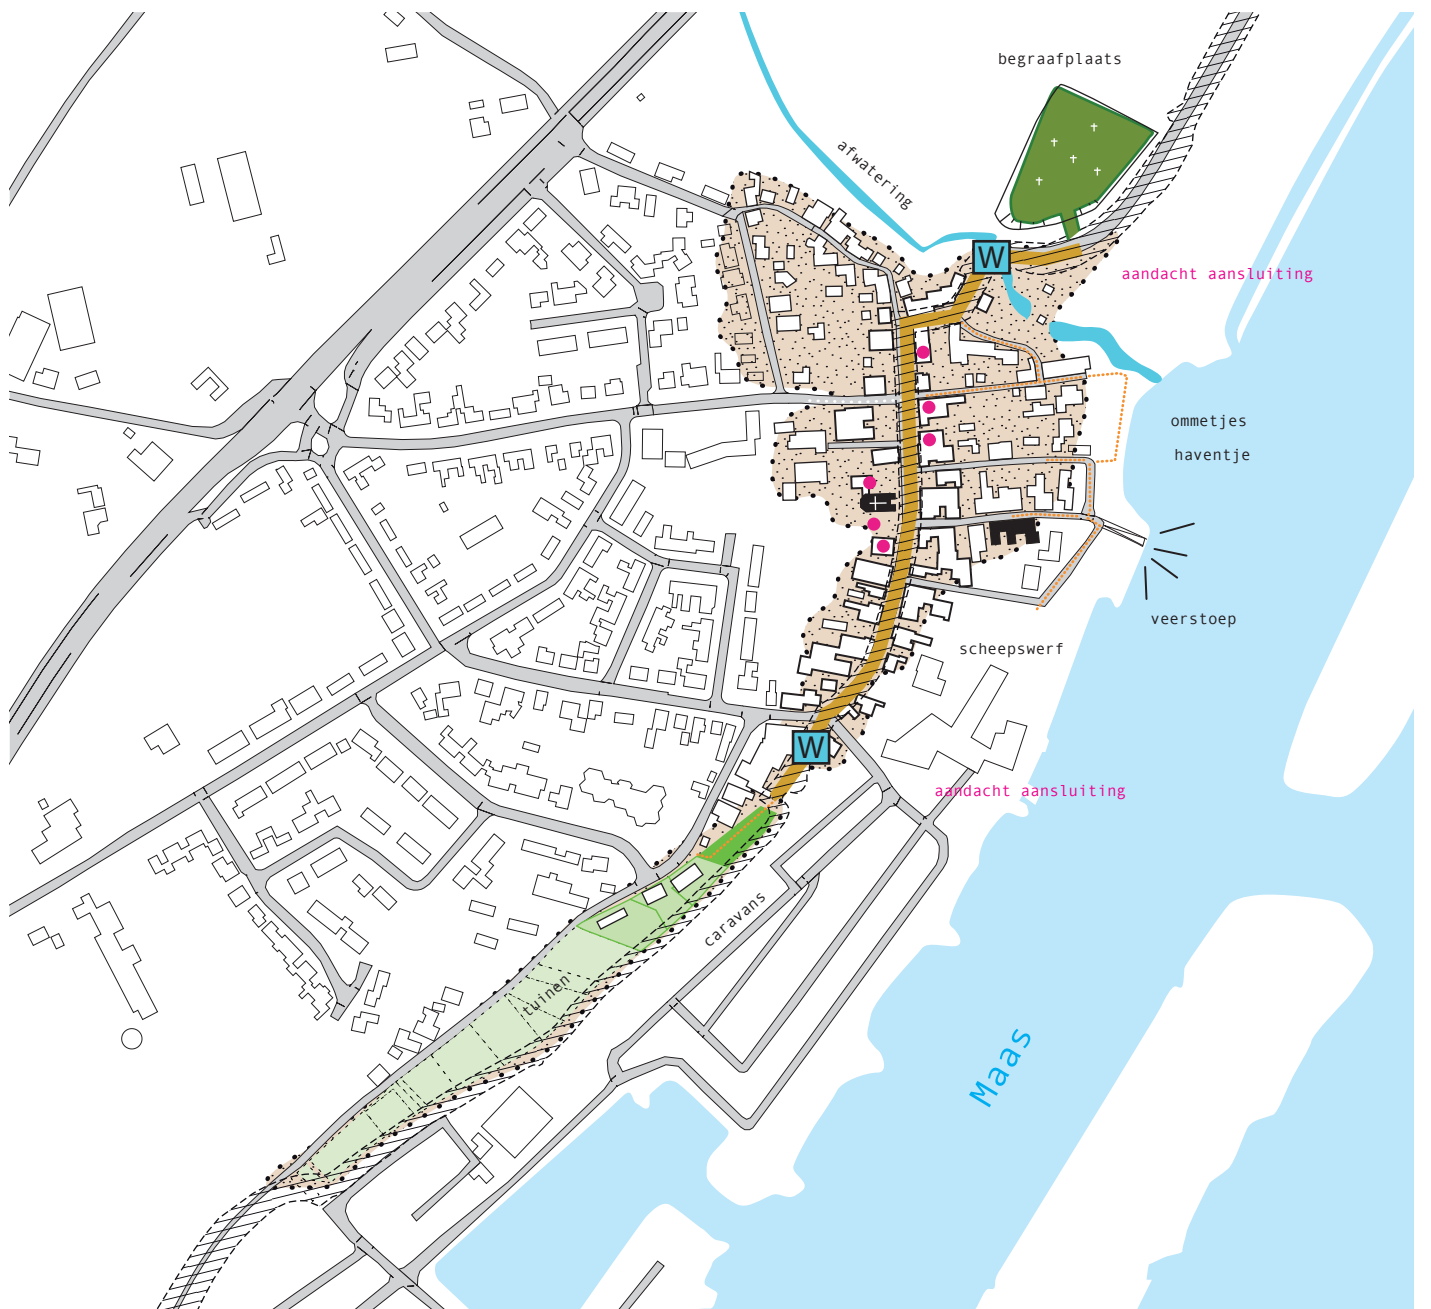 begraafplaats
afwatering
W
aandacht aansluiting
ommetjes
haventje
veerstoep
scheepswerf
W
aandacht aansluiting
caravans
tuinen
Maas